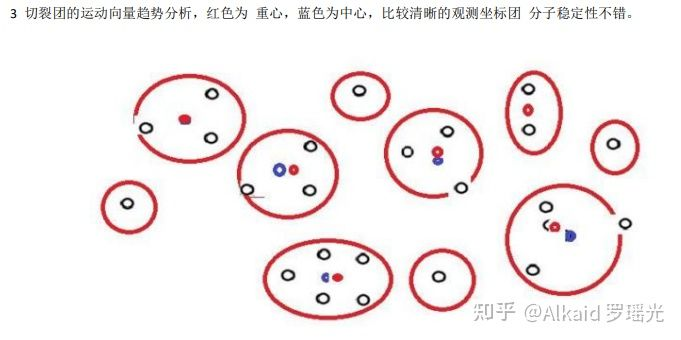 3 切裂团的运动向量趋势分析，红色为 重心，蓝色为中心，比较清晰的观测坐标团 分子稳定性不错。
知乎 @Alkaid 罗瑶光